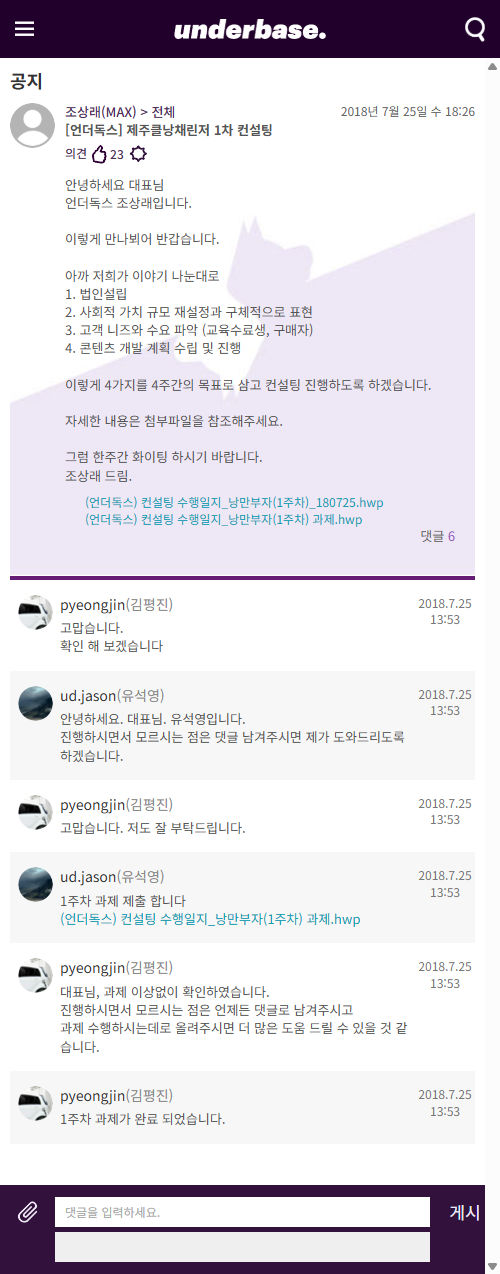 underbase.
공지
조상래(MAX) > 전체
2018년 7월 25일 수 18:26
[언더독스] 제주클낭채린저 1차 컨설팅
의견 23
안녕하세요 대표님
언더독스 조상래입니다.
이렇게 만나뵈어 반갑습니다.
아까 저희가 이야기 나눈대로
1. 법인설립
2. 사회적 가치 규모 재설정과 구체적으로 표현
3. 고객 니즈와 수요 파악 (교육수료생, 구매자)
4. 콘텐츠 개발 계획 수립 및 진행
이렇게 4가지를 4주간의 목표로 삼고 컨설팅 진행하도록 하겠습니다.
자세한 내용은 첨부파일을 참조해주세요.
그럼 한주간 화이팅 하시기 바랍니다.
조상래 드림.
(언더독스) 컨설팅 수행일지_낭만부자(1주차)_180725.hwp
(언더독스) 컨설팅 수행일지_낭만부자(1주차) 과제.hwp
댓글 6
pyeongjin(김평진)
2018.7.25
13:53
고맙습니다.
확인 해 보겠습니다
ud.jason(유석영)
2018.7.25
13:53
안녕하세요. 대표님. 유석영입니다.
진행하시면서 모르시는 점은 댓글 남겨주시면 제가 도와드리도록
하겠습니다.
pyeongjin(김평진)
2018.7.25
13:53
고맙습니다. 저도 잘 부탁드립니다.
ud.jason(유석영)
2018.7.25
13:53
1주차 과제 제출 합니다
(언더독스) 컨설팅 수행일지_낭만부자(1주차) 과제.hwp
pyeongjin(김평진)
2018.7.25
13:53
대표님, 과제 이상없이 확인하였습니다.
진행하시면서 모르시는 점은 언제든 댓글로 남겨주시고
과제 수행하시는데로 올려주시면 더 많은 도움 드릴 수 있을 것 같
습니다.
pyeongjin(김평진)
2018.7.25
13:53
1주차 과제가 완료 되었습니다.
댓글을 입력하세요.
게시